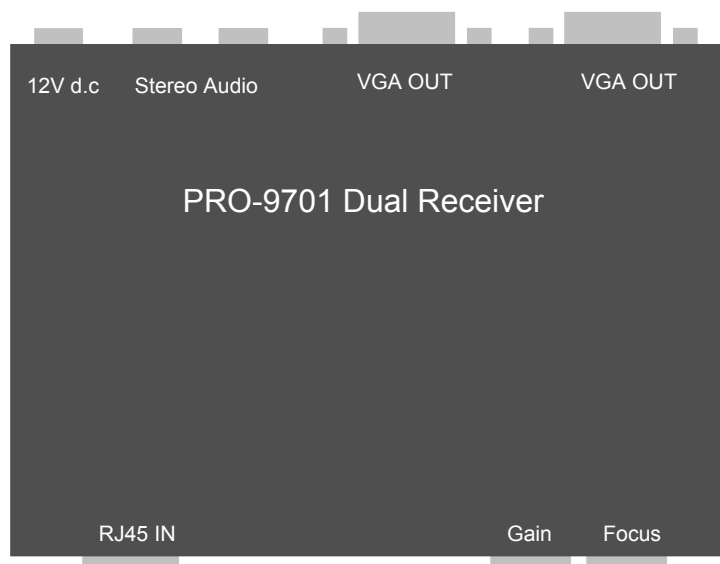 12V d.c Stereo Audio VGA OUT VGA OUT
PRO-9701 Dual Receiver
RJ45 IN Gain Focus